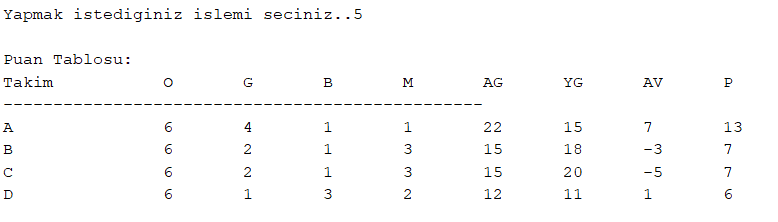 Yapmak istediginiz islemi seciniz..5
Puan Tablosu:
Takim O G B M AG YG AV P
------------------------------------------------
A 6 4 1 1 22 15 7 13
B 6 2 1 3 15 18 -3 7
C 6 2 1 3 15 20 -5 7
D 6 1 3 2 12 11 1 6